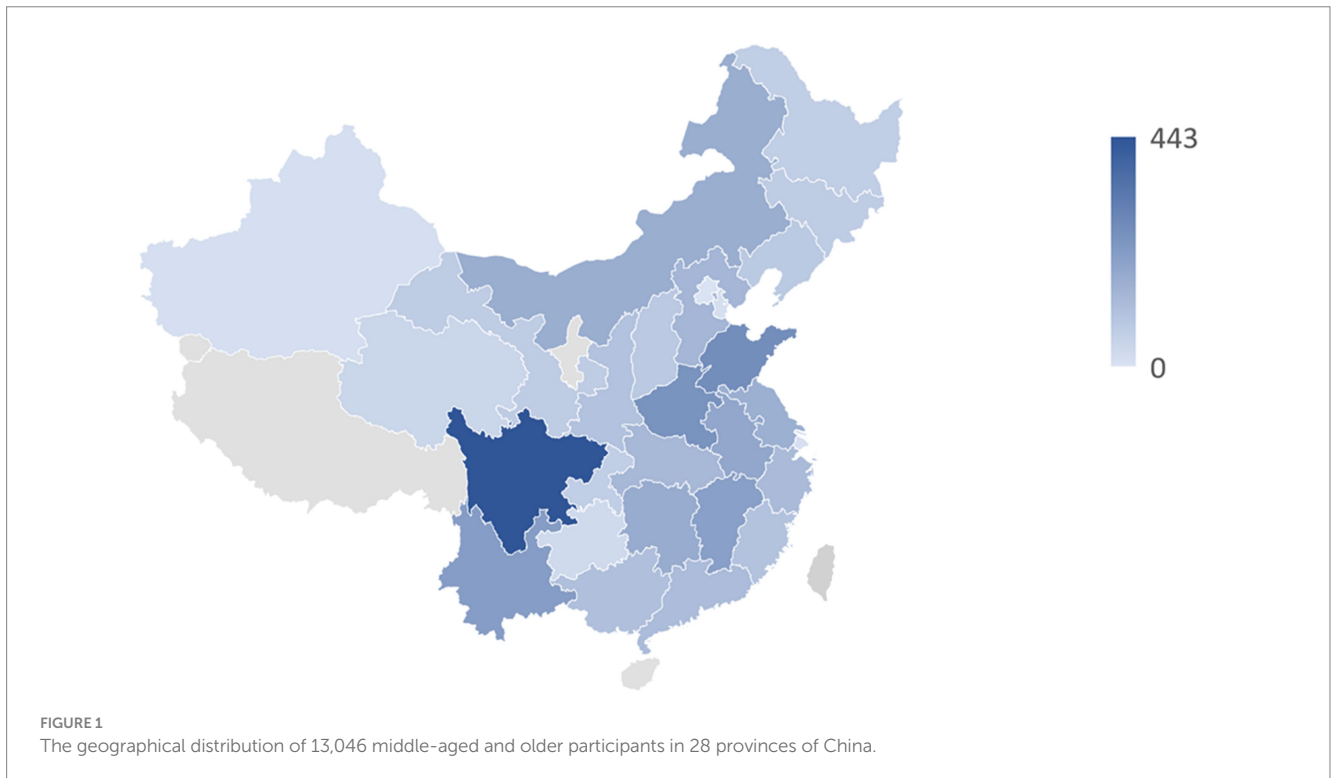 443
0
FIGURE 1
The geographical distribution of 13,046 middle-aged and older participants in 28 provinces of China.